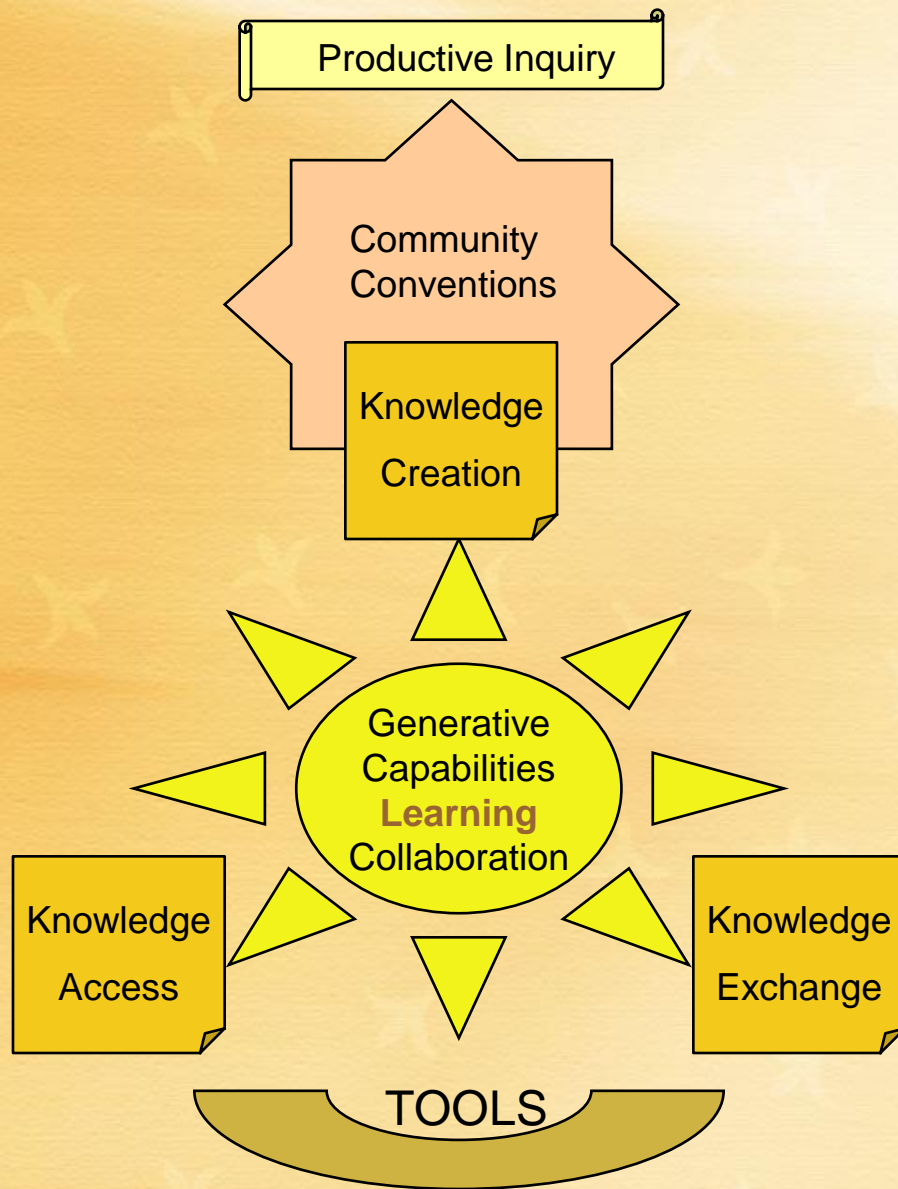 Productive Inquiry
Community
Conventions
Knowledge
Creation
Generative
Capabilities
Learning
Collaboration
Knowledge
Access
Knowledge
Exchange
TOOLS